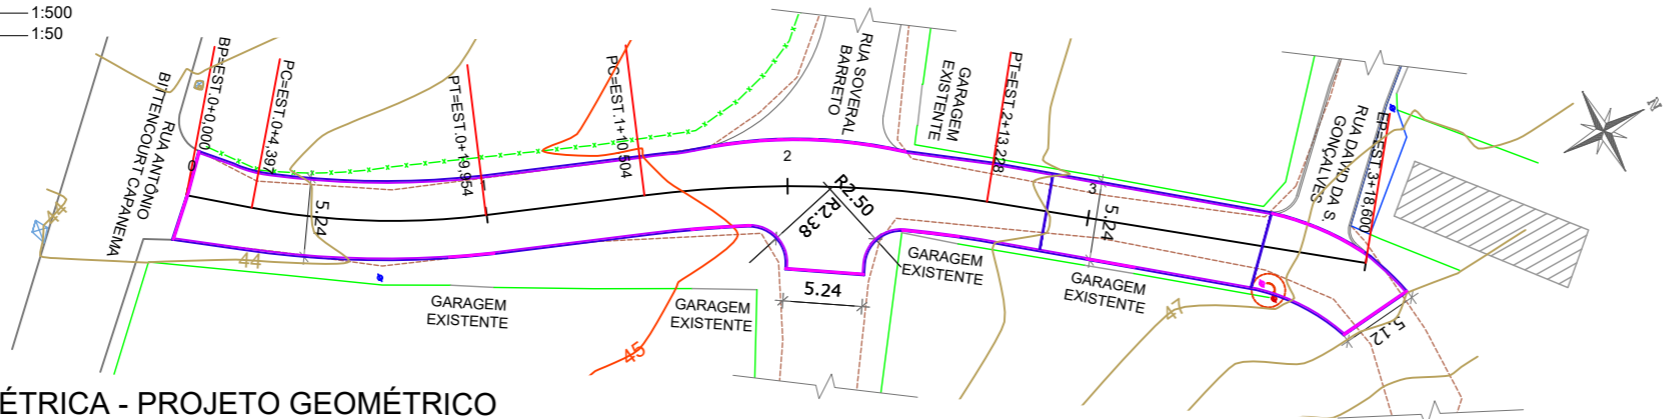 1:500
1:50
BP=EST.0+0,000
PC=EST.0+4,397
PT=EST.0+19,954
PC=EST.1+10,504
RUA SOVERAL
BARRETO
GARAGEM
EXISTENTE
PT=EST.2+13,228
RUA DAVID DA S.
GONÇALVES
EP=EST.3+18,600
N
RUA ANTÔNIO
BITTENCOURT CAPANEMA
0
2
3
R2.50
R2.38
5.24
5.24
44
44
GARAGEM
EXISTENTE
GARAGEM
EXISTENTE
5.24
GARAGEM
EXISTENTE
GARAGEM
EXISTENTE
47
5.12
45
ÉTRICA - PROJETO GEOMÉTRICO